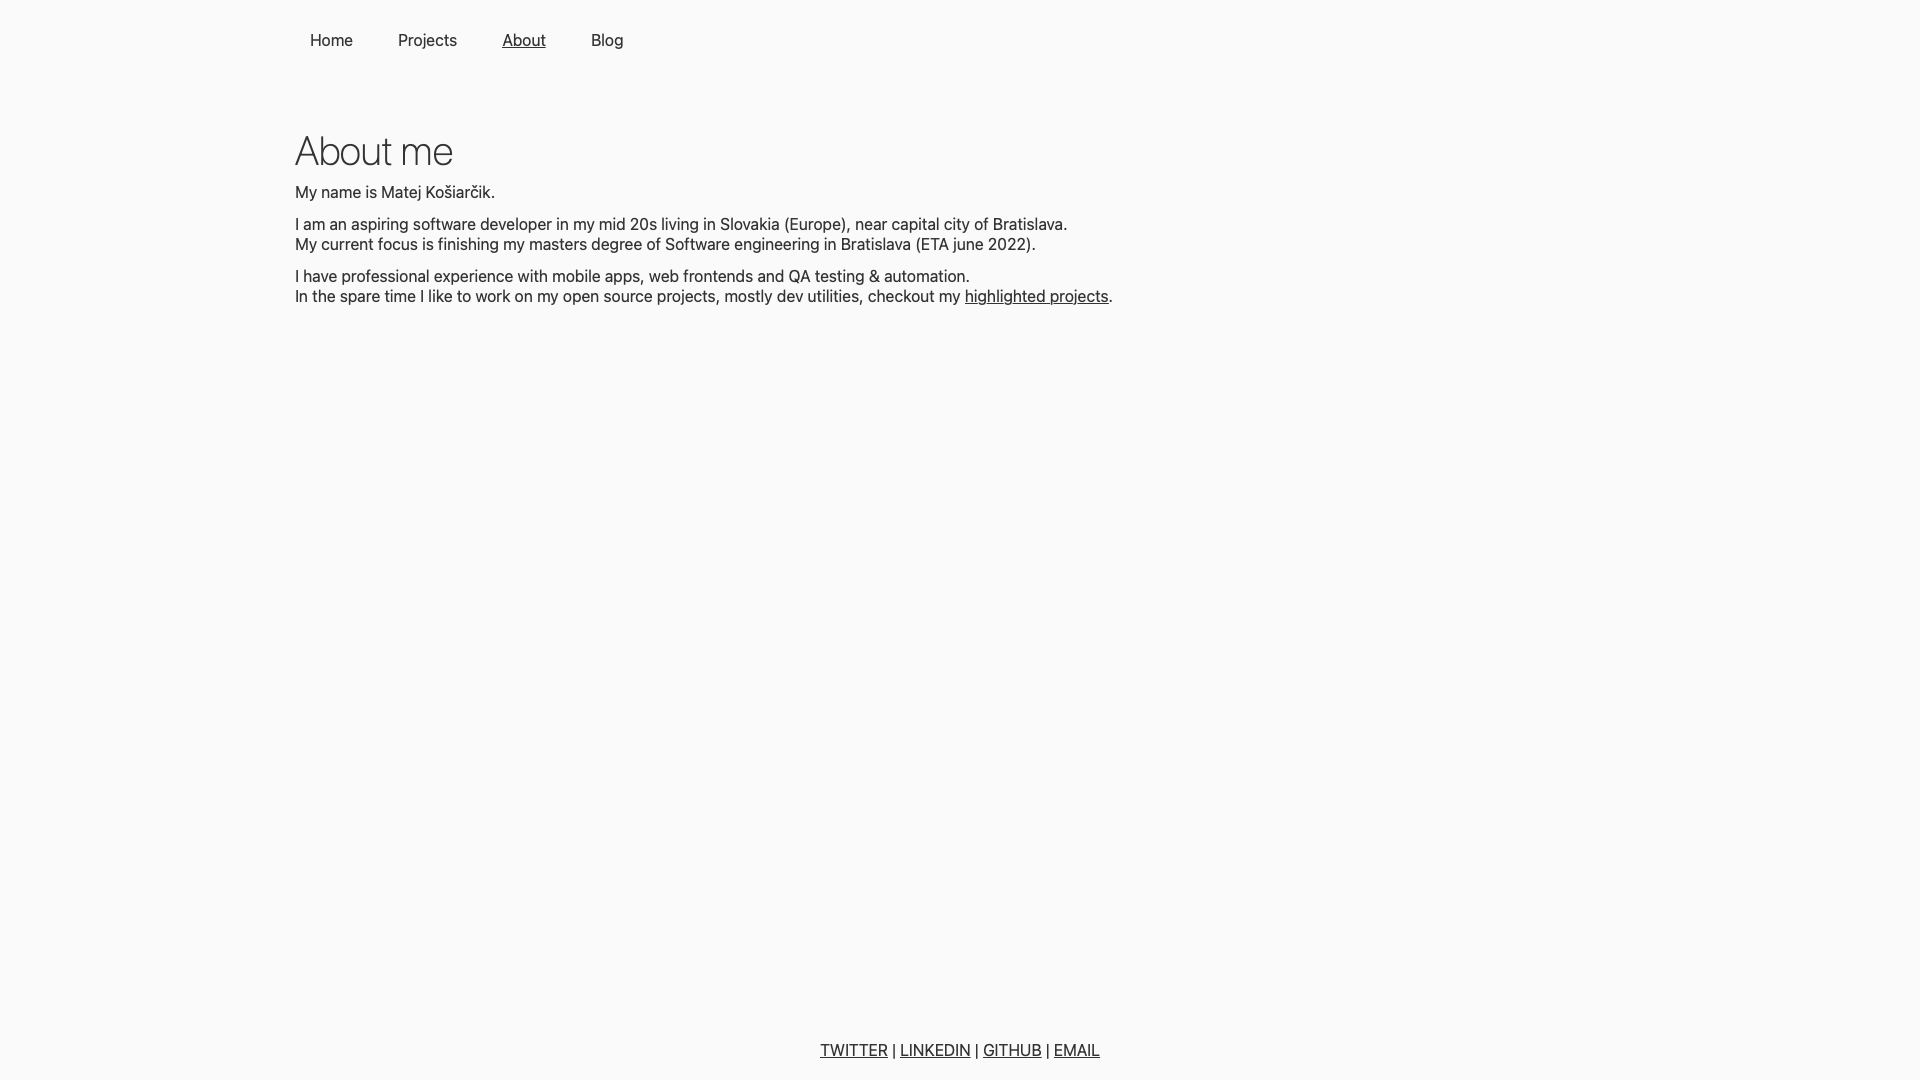 Home Projects About Blog
About me
My name is Matej Košiarčik.
I am an aspiring software developer in my mid 20s living in Slovakia (Europe), near capital city of Bratislava.
My current focus is finishing my masters degree of Software engineering in Bratislava (ETA june 2022).
I have professional experience with mobile apps, web frontends and QA testing & automation.
In the spare time I like to work on my open source projects, mostly dev utilities, checkout my highlighted projects.
TWITTER | LINKEDIN | GITHUB | EMAIL